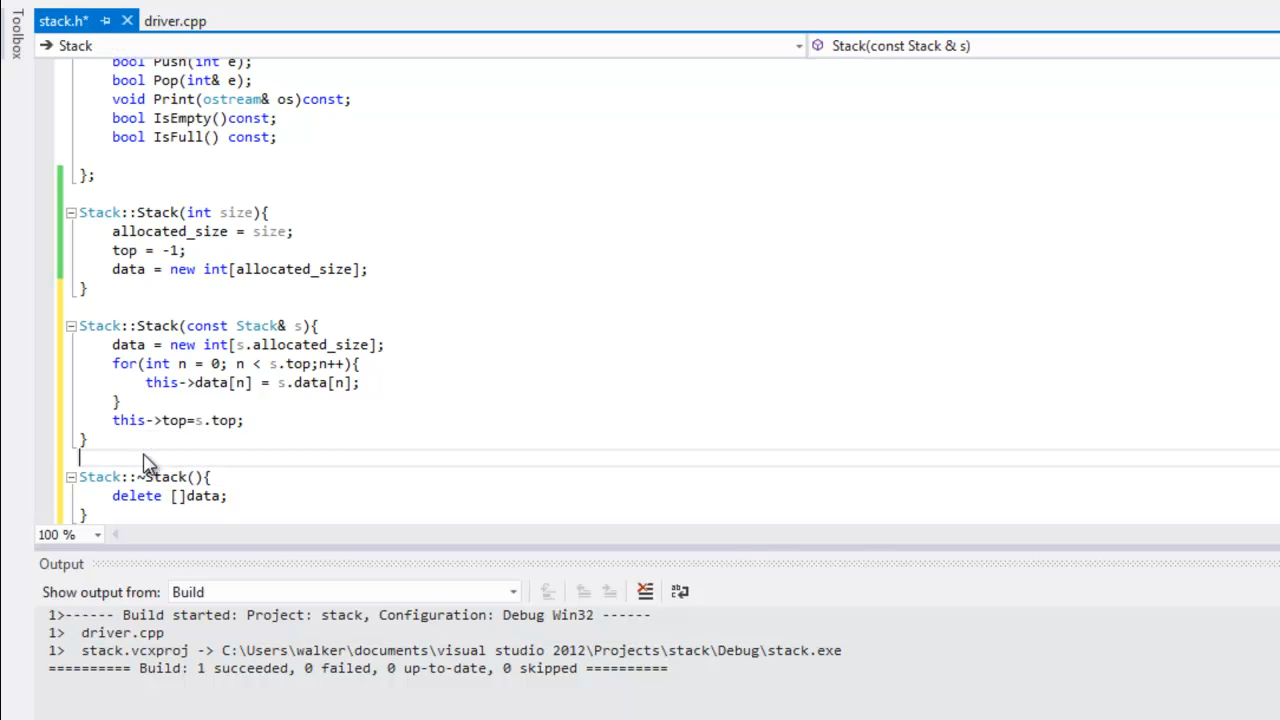 Toolbox
stack.h* driver.cpp
Stack Stack(const Stack & s)
bool Push(int e);
bool Pop(int& e);
void Print(ostream& os)const;
bool IsEmpty()const;
bool IsFull() const;
};
Stack::Stack(int size){
allocated_size = size;
top = -1;
data = new int[allocated_size];
}
Stack::Stack(const Stack& s){
data = new int[s.allocated_size];
for(int n = 0; n < s.top;n++){
this->data[n] = s.data[n];
}
this->top=s.top;
}
Stack::~Stack(){
delete []data;
}
100 %
Output
Show output from: Build
1>------ Build started: Project: stack, Configuration: Debug Win32 ------
1> driver.cpp
1> stack.vcxproj -> C:\Users\walker\documents\visual studio 2012\Projects\stack\Debug\stack.exe
========== Build: 1 succeeded, 0 failed, 0 up-to-date, 0 skipped ==========